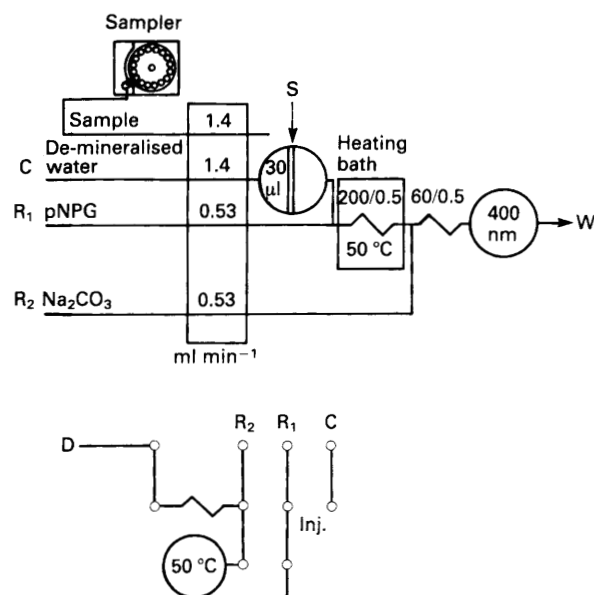 Sampler
S
Sample 1.4
De-mineralised
water
C 1.4
30
µl
Heating
bath
R₁ pNPG 0.53
200/0.5 60/0.5
50 °C
400
nm
W
R₂ Na₂CO₃ 0.53
ml min⁻¹
R₂ R₁ C
D
Inj.
50 °C